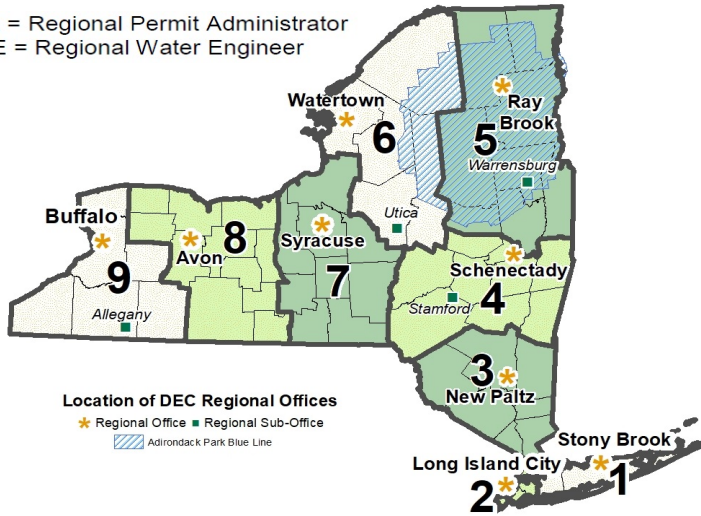 = Regional Permit Administrator
E = Regional Water Engineer
Watertown
6
Ray
Brook
5
Warrensburg
Utica
Buffalo
8
Avon
Syracuse
9
7
Schenectady
4
Allegany
Stamford
3
New Paltz
Location of DEC Regional Offices
Regional Office Regional Sub-Office
Adirondack Park Blue Line
Stony Brook
Long Island City
1
2